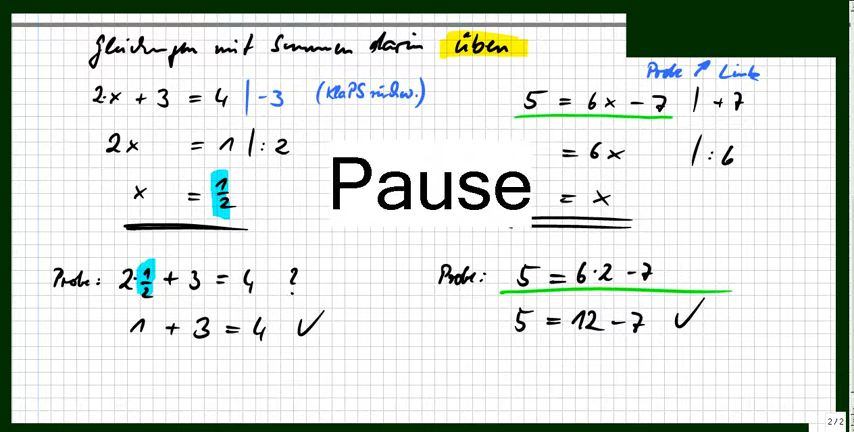 Gleichungen mit Summen darin üben
2·x + 3 = 4 | -3 (KlaPS rückw.)
2x = 1 | : 2
x = 1/2
Probe: 2·1/2 + 3 = 4 ?
1 + 3 = 4 ✓
Pause
Probe ↗ Links
5 = 6x - 7 | + 7
= 6x | : 6
= x
Probe: 5 = 6·2 - 7
5 = 12 - 7 ✓
2/2